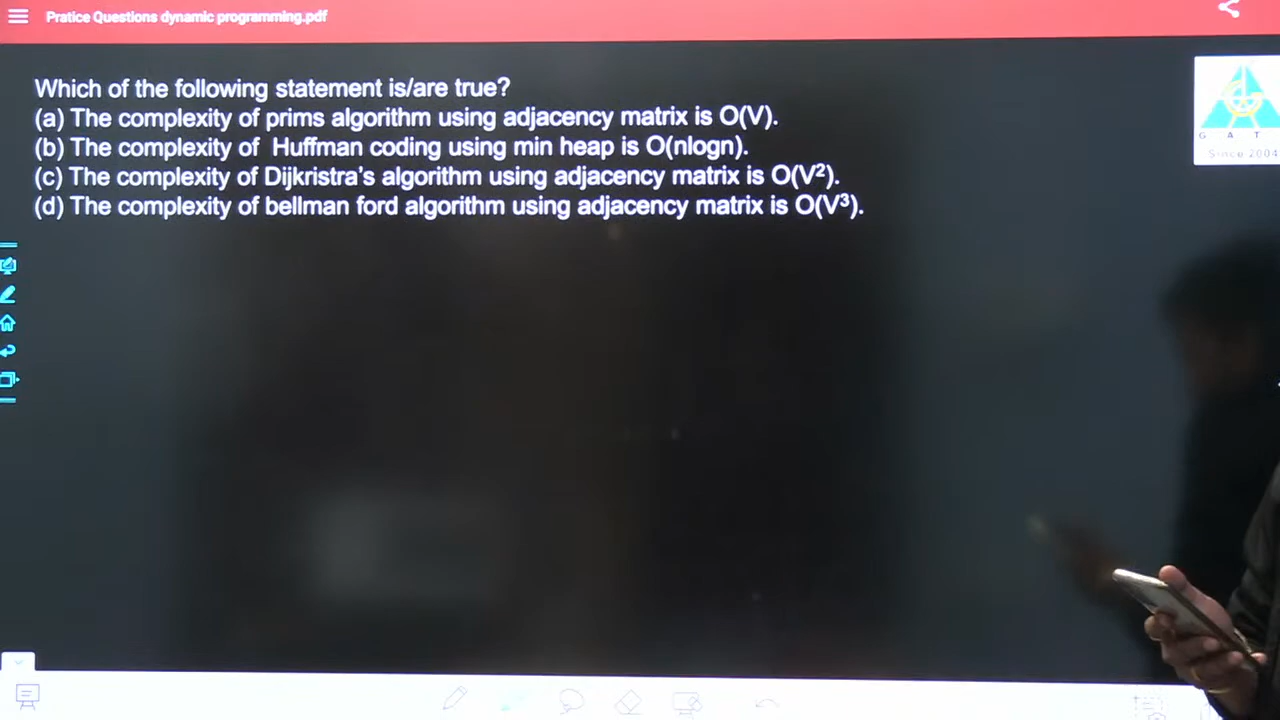 Pratice Questions dynamic programming.pdf
Which of the following statement is/are true?
(a) The complexity of prims algorithm using adjacency matrix is O(V).
(b) The complexity of Huffman coding using min heap is O(nlogn).
(c) The complexity of Dijkristra's algorithm using adjacency matrix is O(V²).
(d) The complexity of bellman ford algorithm using adjacency matrix is O(V³).
G A T
Since 2004